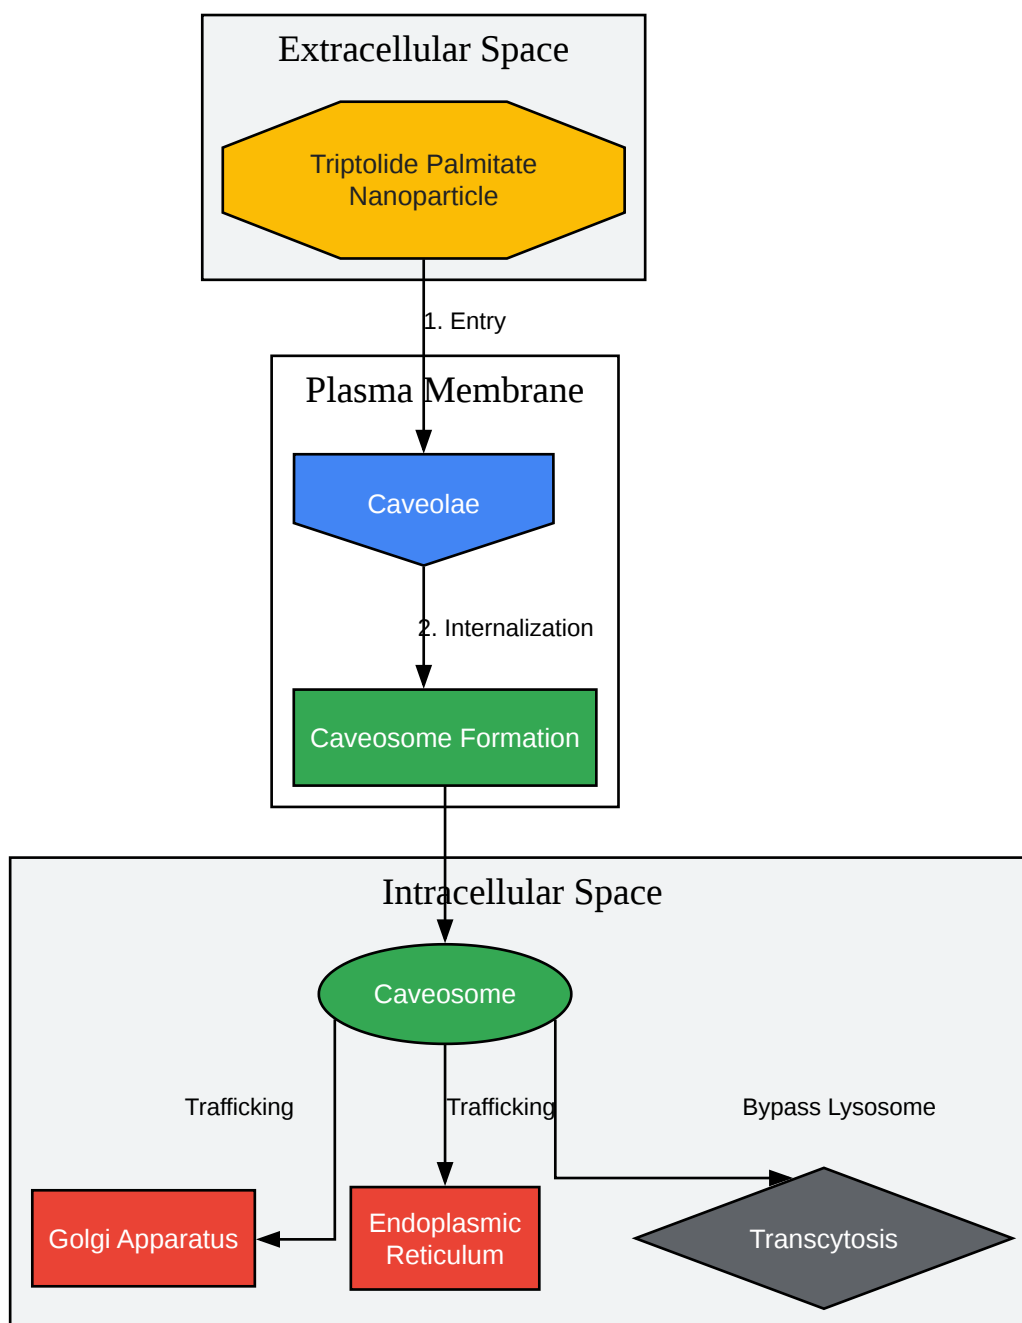 Extracellular Space
Triptolide Palmitate
Nanoparticle
1. Entry
Plasma Membrane
Caveolae
2. Internalization
Caveosome Formation
Intracellular Space
Caveosome
Trafficking
Trafficking
Bypass Lysosome
Golgi Apparatus
Endoplasmic
Reticulum
Transcytosis